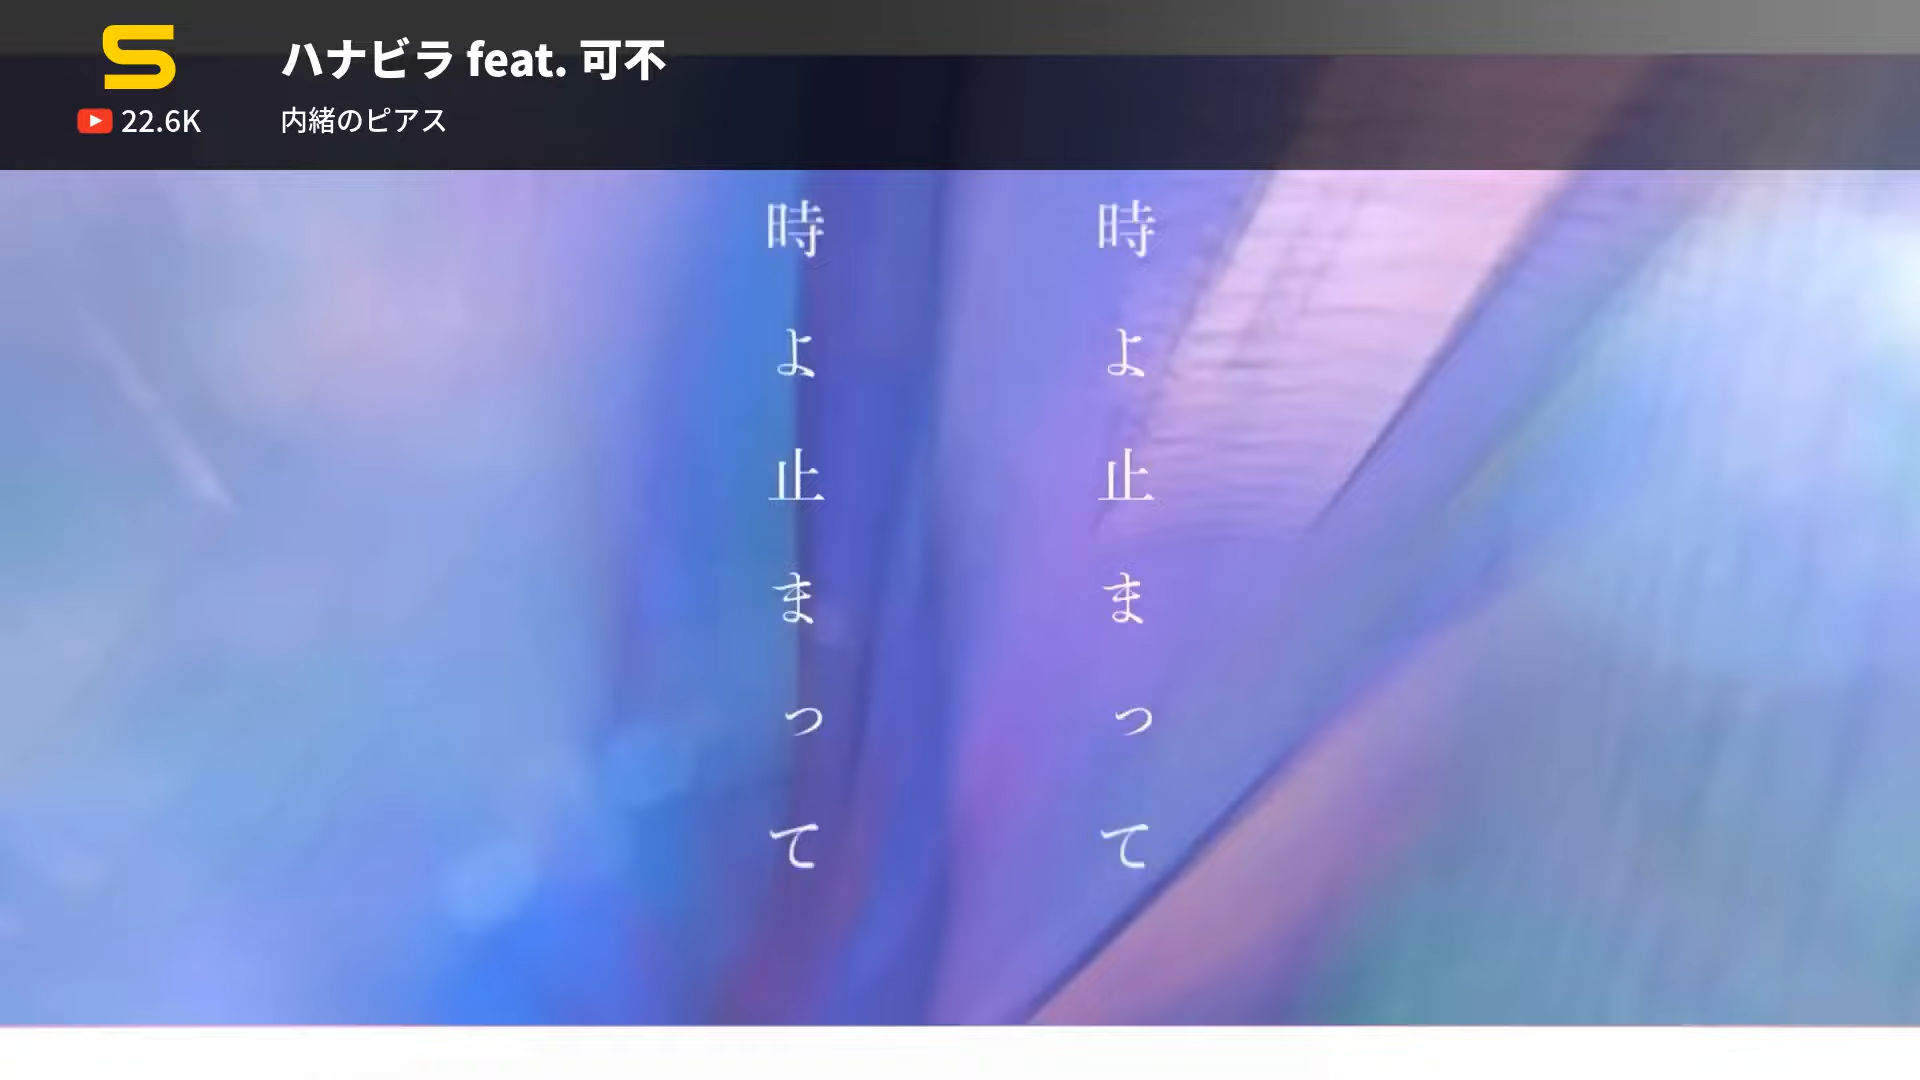 S
ハナビラ feat. 可不
22.6K
内緒のピアス
時よ止まって
時よ止まって